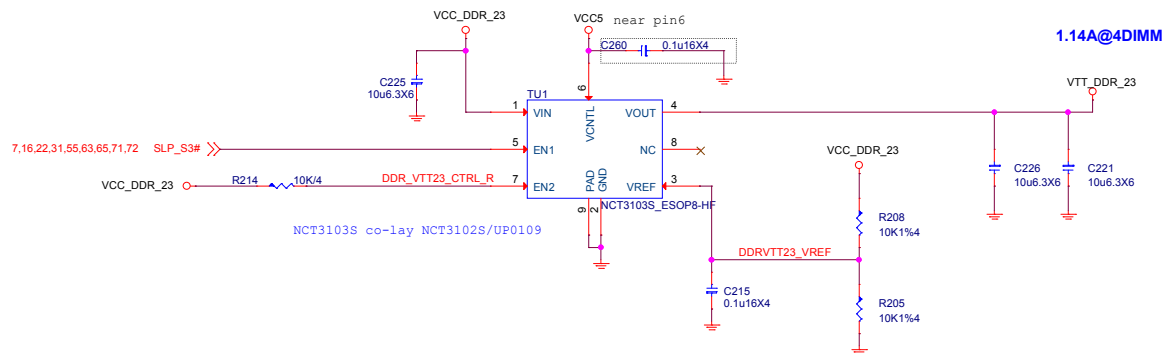 VCC_DDR_23
VCC5
near pin6
C260
0.1u16X4
1.14A@4DIMM
C225
10u6.3X6
TU1
6
VTT_DDR_23
1
VIN
VCNTL
VOUT
4
7,16,22,31,55,63,65,71,72
SLP_S3#
5
EN1
NC
8
VCC_DDR_23
VCC_DDR_23
R214
10K/4
DDR_VTT23_CTRL_R
7
EN2
PAD
GND
VREF
3
C226
10u6.3X6
C221
10u6.3X6
9
2
NCT3103S_ESOP8-HF
NCT3103S co-lay NCT3102S/UP0109
R208
10K1%4
DDRVTT23_VREF
C215
0.1u16X4
R205
10K1%4